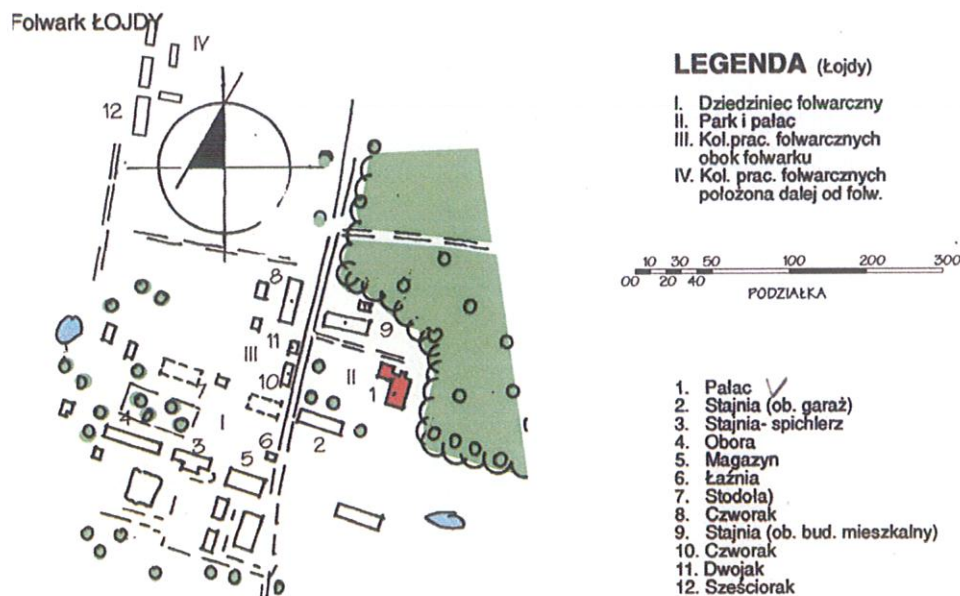 Folwark ŁOJDY
IV
12
8
11
9
III
II
10
1
I
4
6
2
3
5
LEGENDA (Łojdy)
I. Dziedziniec folwarczny
II. Park i pałac
III. Kol.prac. folwarcznych
obok folwarku
IV. Kol. prac. folwarcznych
położona dalej od folw.
10 30 50 100 200 300
00 20 40
PODZIAŁKA
1. Pałac
2. Stajnia (ob. garaż)
3. Stajnia- spichlerz
4. Obora
5. Magazyn
6. Łaźnia
7. Stodoła)
8. Czworak
9. Stajnia (ob. bud. mieszkalny)
10. Czworak
11. Dwojak
12. Sześciorak